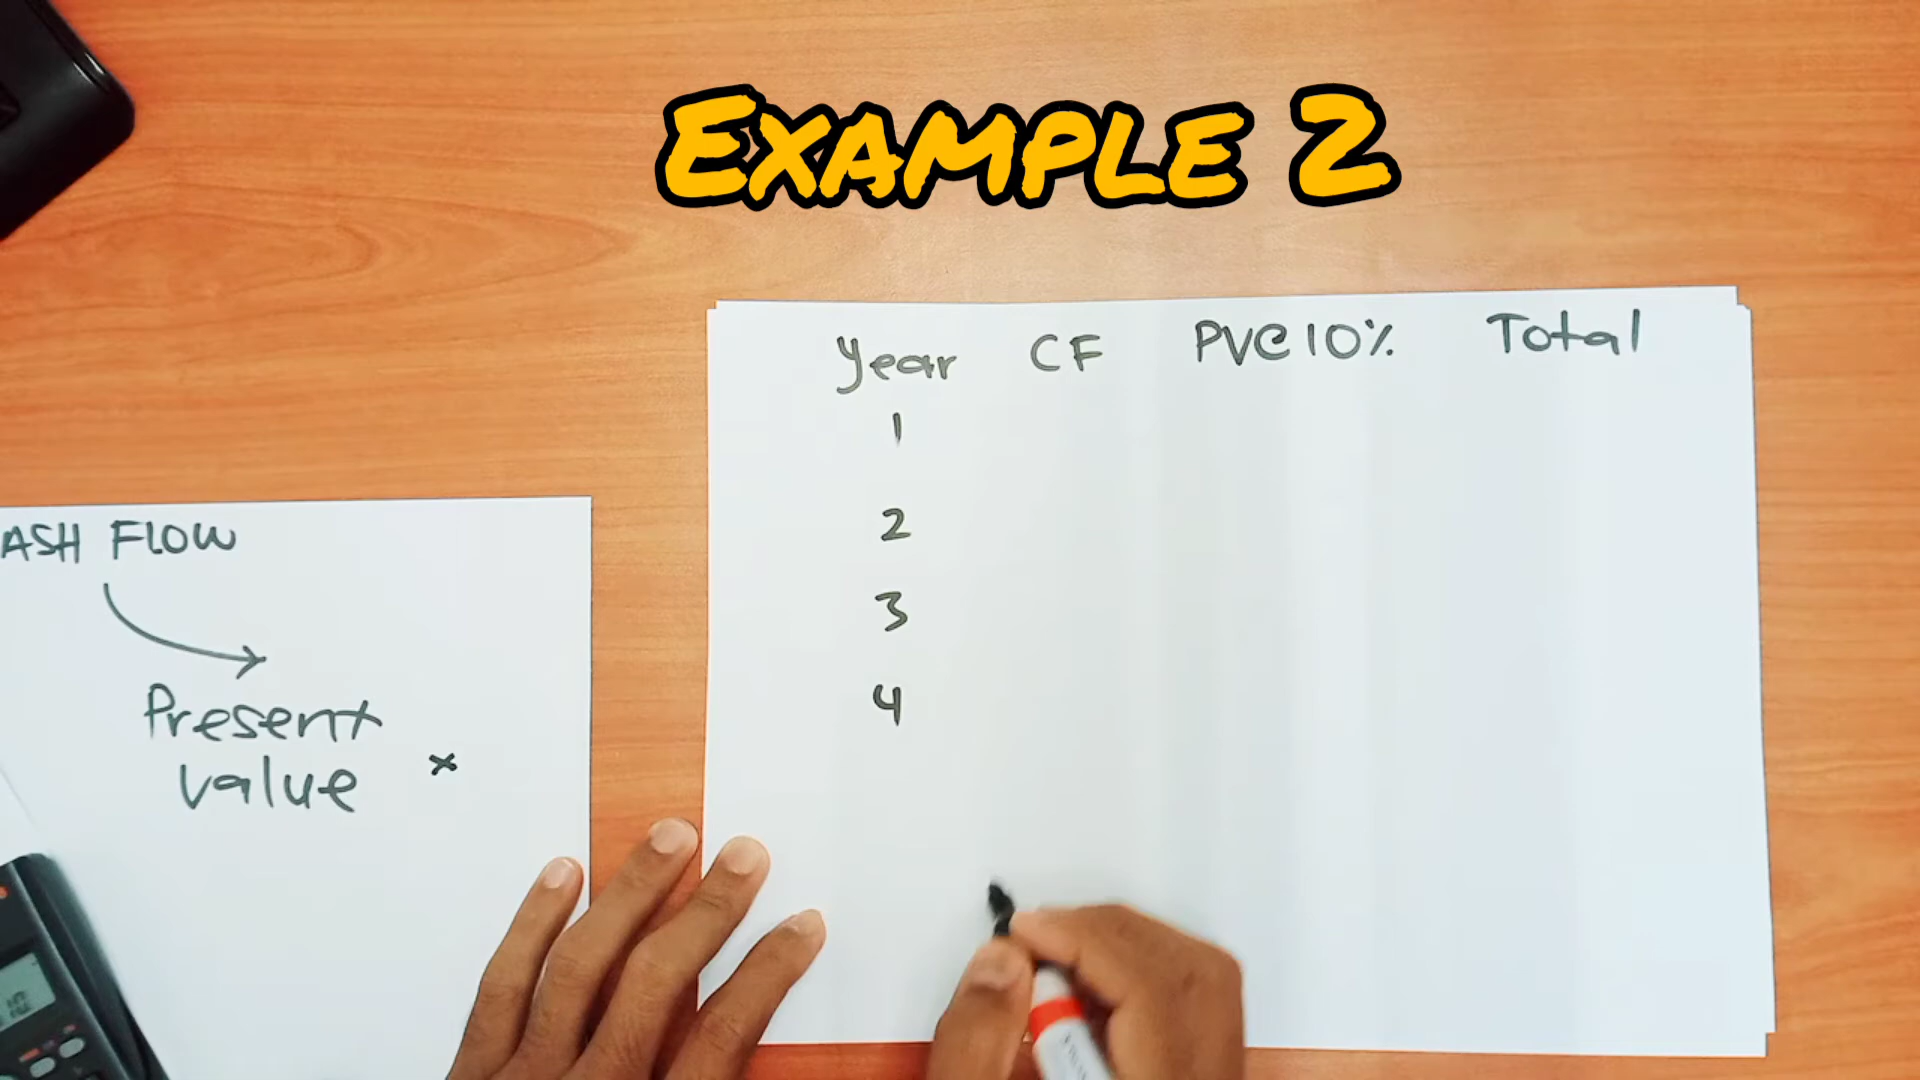 EXAMPLE 2
Year CF PV@10% Total
1
2
3
4
ASH FLOW
Present
value ×